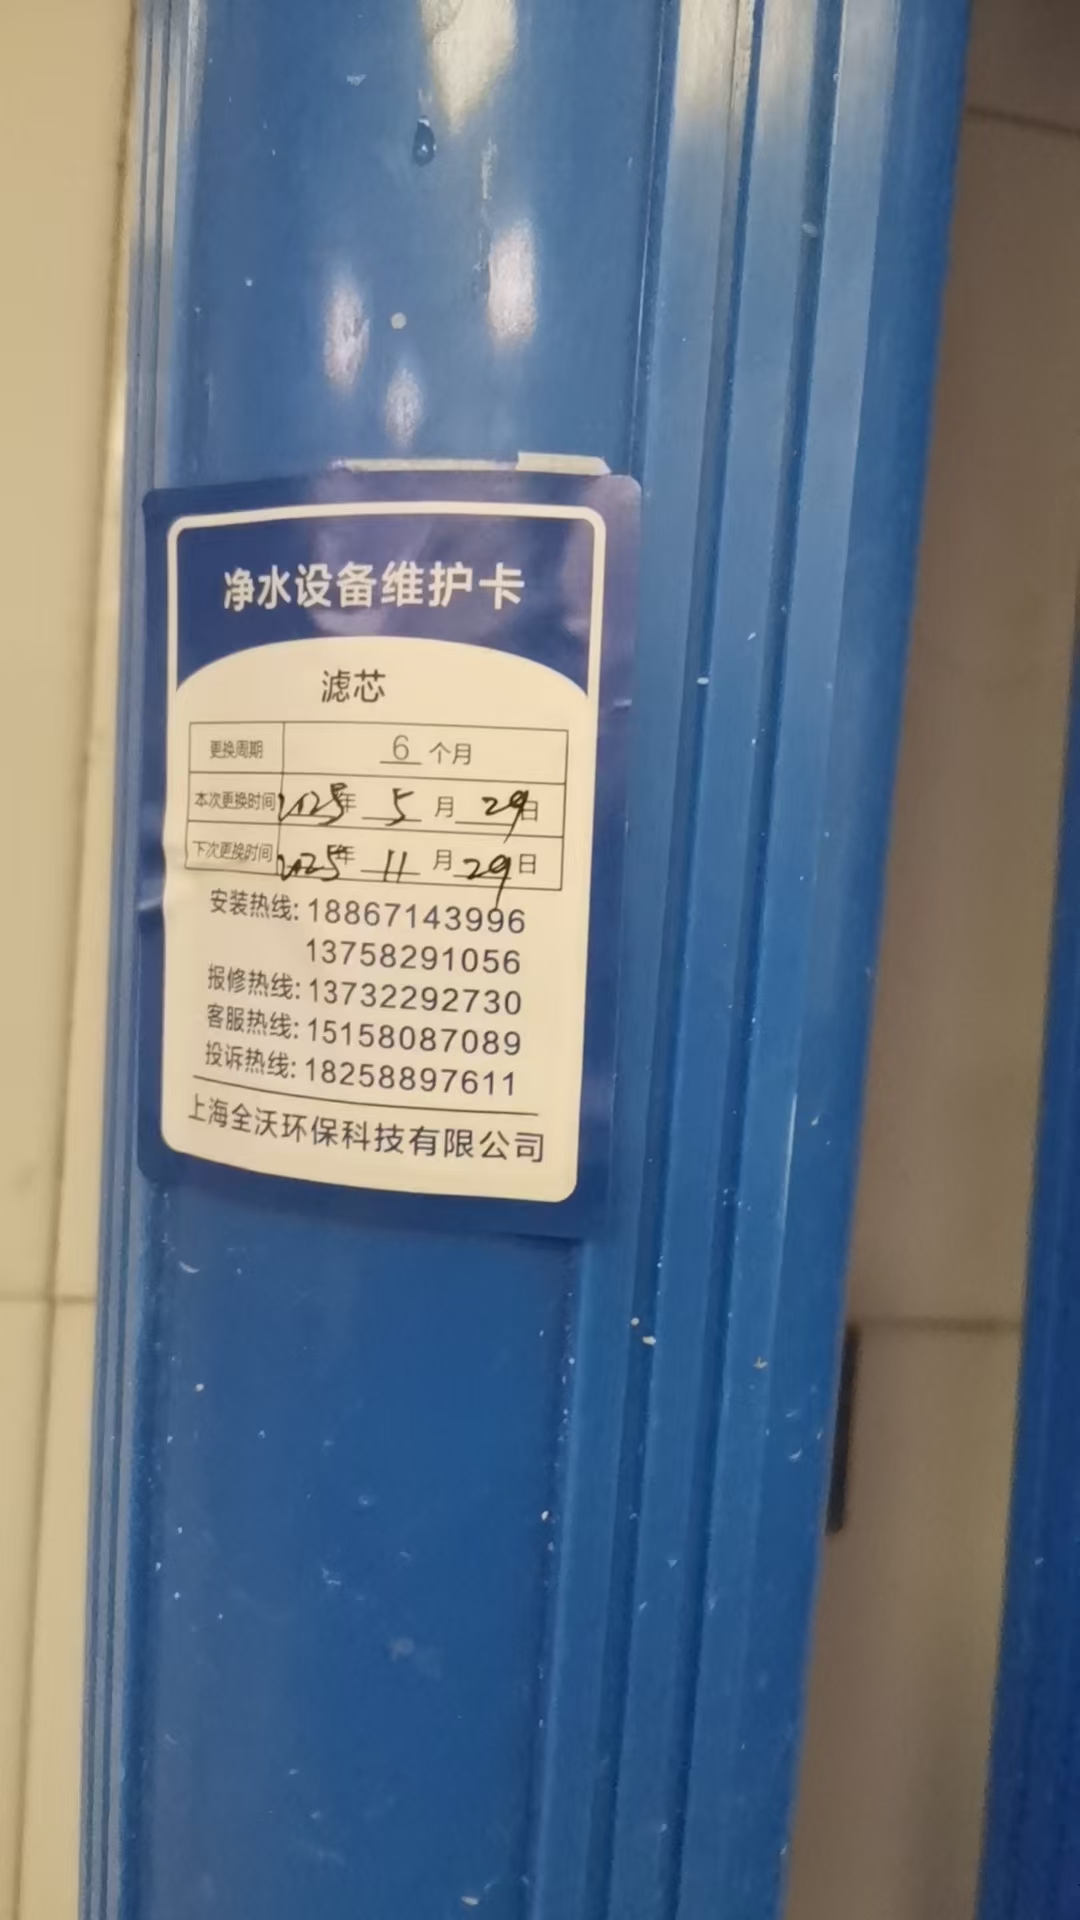 净水设备维护卡
滤芯
更换周期 6 个月
本次更换时间 2025年 5 月 29日
下次更换时间 2025年 11 月 29日
安装热线: 18867143996
13758291056
报修热线: 13732292730
客服热线: 15158087089
投诉热线: 18258897611
上海全沃环保科技有限公司